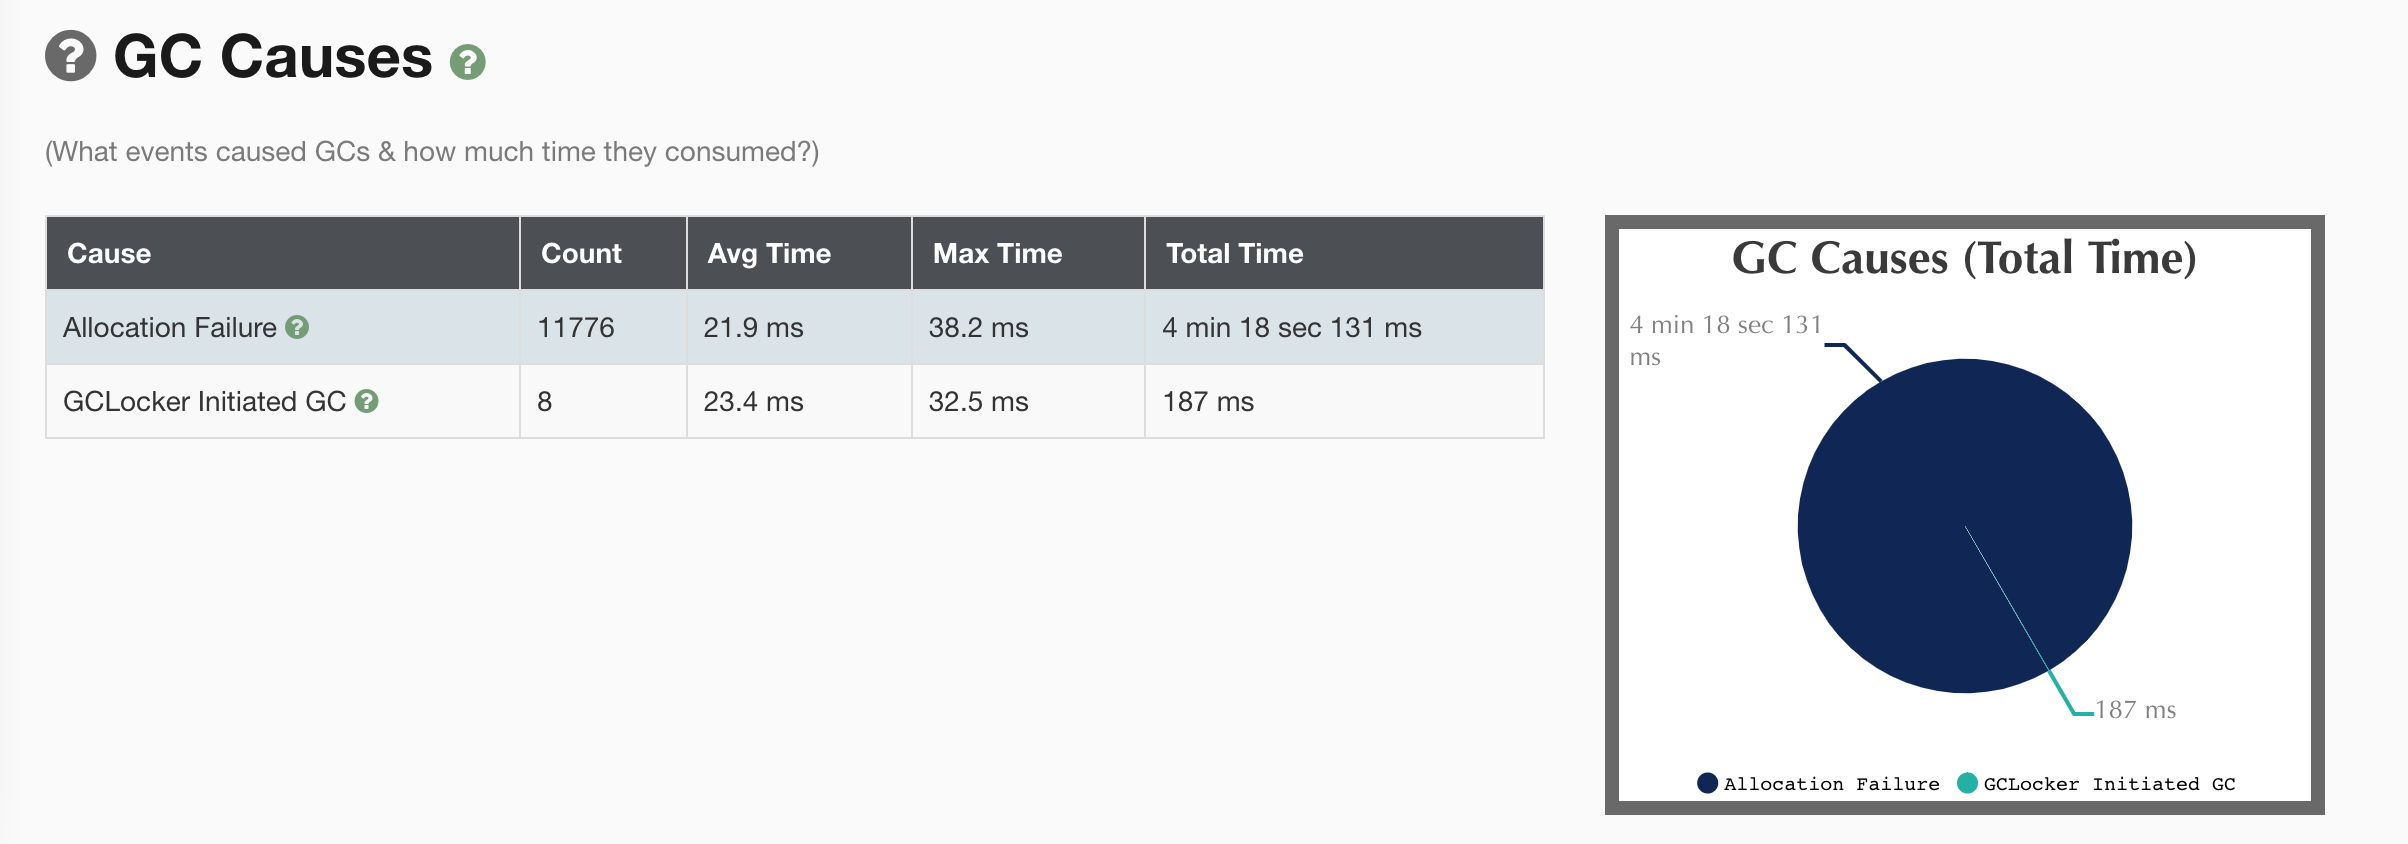 GC Causes
(What events caused GCs & how much time they consumed?)
Cause Count Avg Time Max Time Total Time
Allocation Failure 11776 21.9 ms 38.2 ms 4 min 18 sec 131 ms
GCLocker Initiated GC 8 23.4 ms 32.5 ms 187 ms
GC Causes (Total Time)
4 min 18 sec 131
ms
187 ms
Allocation Failure GCLocker Initiated GC